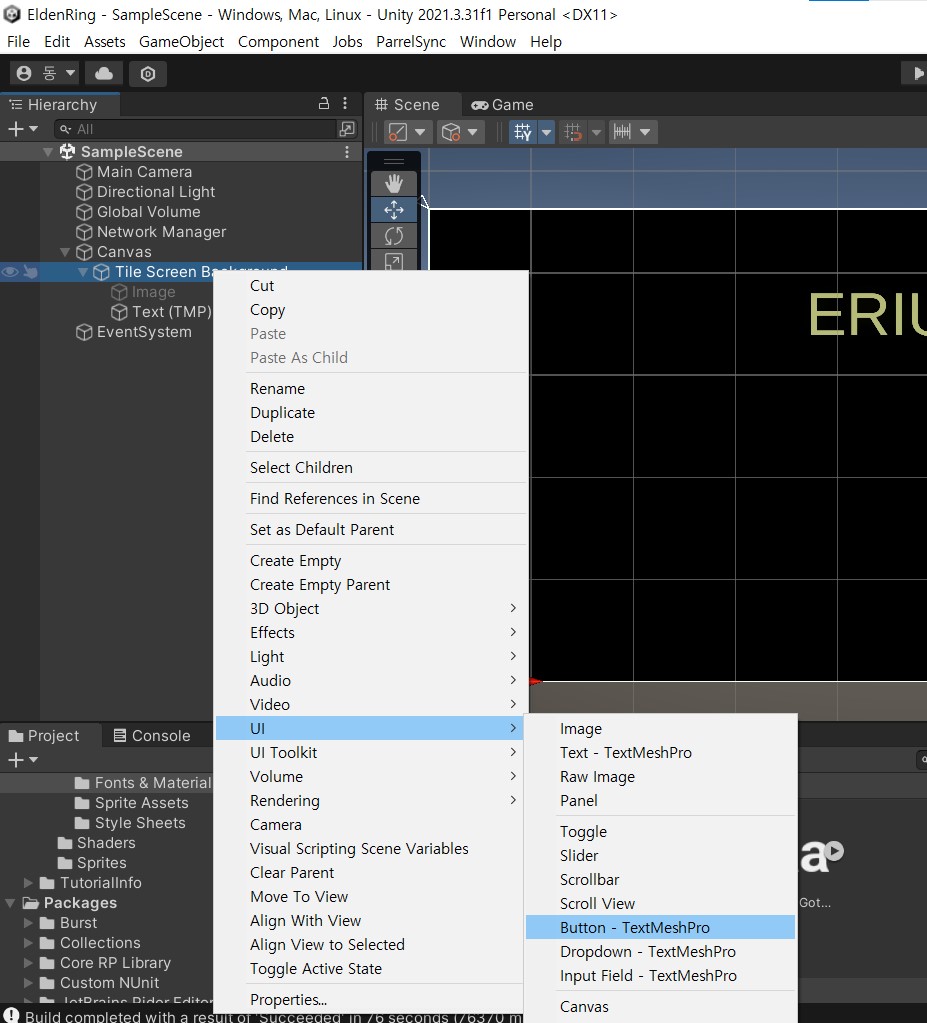 EldenRing - SampleScene - Windows, Mac, Linux - Unity 2021.3.31f1 Personal <DX11>
File Edit Assets GameObject Component Jobs ParrelSync Window Help
동
Hierarchy
All
SampleScene
Main Camera
Directional Light
Global Volume
Network Manager
Canvas
Tile Screen Background
Image
Text (TMP)
EventSystem
Scene Game
ERIU
Cut
Copy
Paste
Paste As Child
Rename
Duplicate
Delete
Select Children
Find References in Scene
Set as Default Parent
Create Empty
Create Empty Parent
3D Object
Effects
Light
Audio
Video
UI
UI Toolkit
Volume
Rendering
Camera
Visual Scripting Scene Variables
Clear Parent
Move To View
Align With View
Align View to Selected
Toggle Active State
Properties...
Image
Text - TextMeshPro
Raw Image
Panel
Toggle
Slider
Scrollbar
Scroll View
Button - TextMeshPro
Dropdown - TextMeshPro
Input Field - TextMeshPro
Canvas
Project Console
Fonts & Material
Sprite Assets
Style Sheets
Shaders
Sprites
TutorialInfo
Packages
Burst
Collections
Core RP Library
Custom NUnit
JetBrains Rider Editor
a
Got...
Build completed with a result of 'Succeeded' in 76 seconds (76370 m